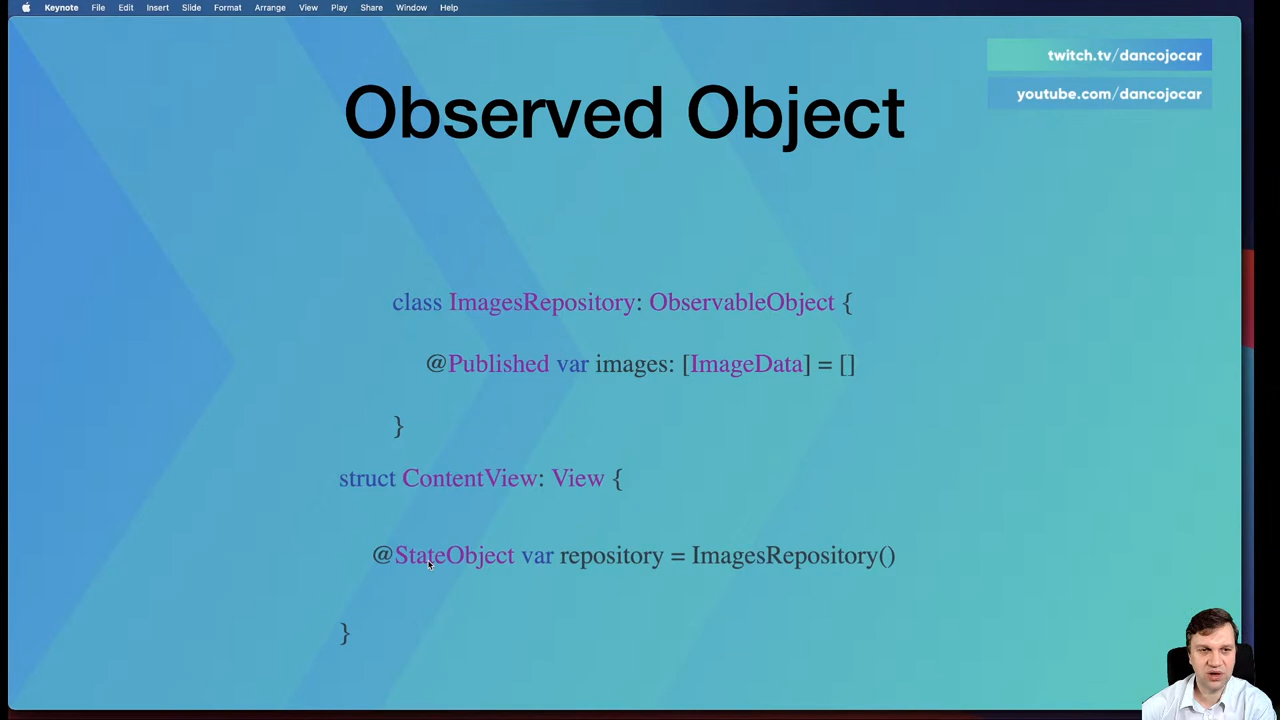 Keynote File Edit Insert Slide Format Arrange View Play Share Window Help
twitch.tv/dancojocar
youtube.com/dancojocar
Observed Object
class ImagesRepository: ObservableObject {
@Published var images: [ImageData] = []
}
struct ContentView: View {
@StateObject var repository = ImagesRepository()
}